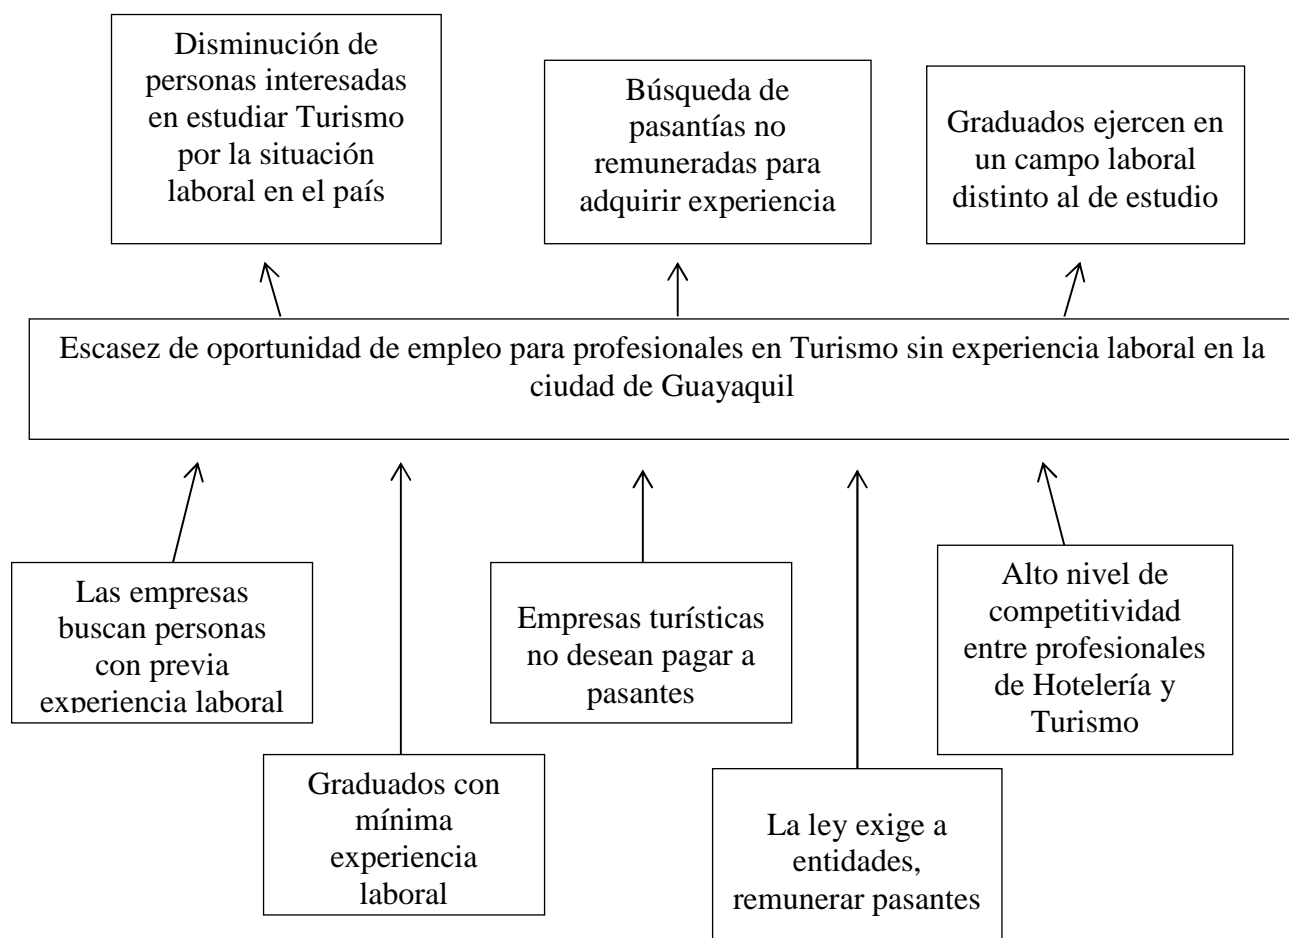 Disminución de
personas interesadas
en estudiar Turismo
por la situación
laboral en el país
Búsqueda de
pasantías no
remuneradas para
adquirir experiencia
Graduados ejercen en
un campo laboral
distinto al de estudio
Escasez de oportunidad de empleo para profesionales en Turismo sin experiencia laboral en la
ciudad de Guayaquil
Las empresas
buscan personas
con previa
experiencia laboral
Empresas turísticas
no desean pagar a
pasantes
Alto nivel de
competitividad
entre profesionales
de Hotelería y
Turismo
Graduados con
mínima
experiencia
laboral
La ley exige a
entidades,
remunerar pasantes